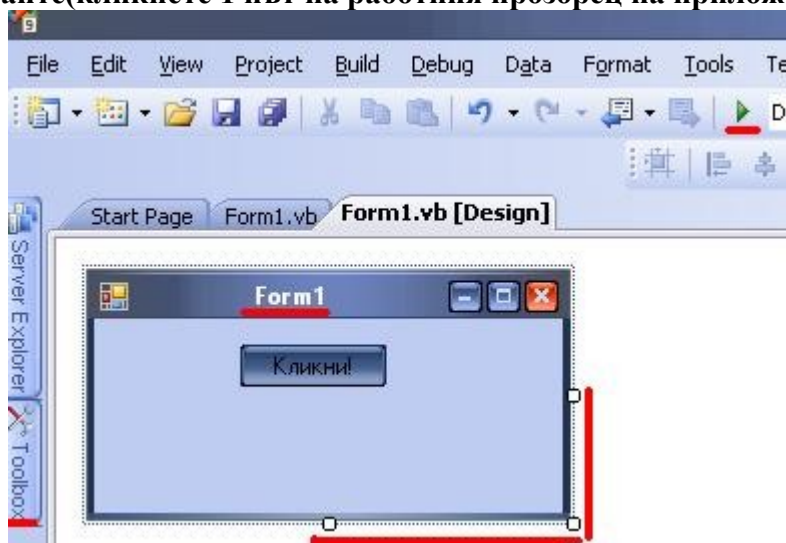 File Edit View Project Build Debug Data Format Tools
Start Page Form1.vb Form1.vb [Design]
Server Explorer
Toolbox
Form1
Кликни!